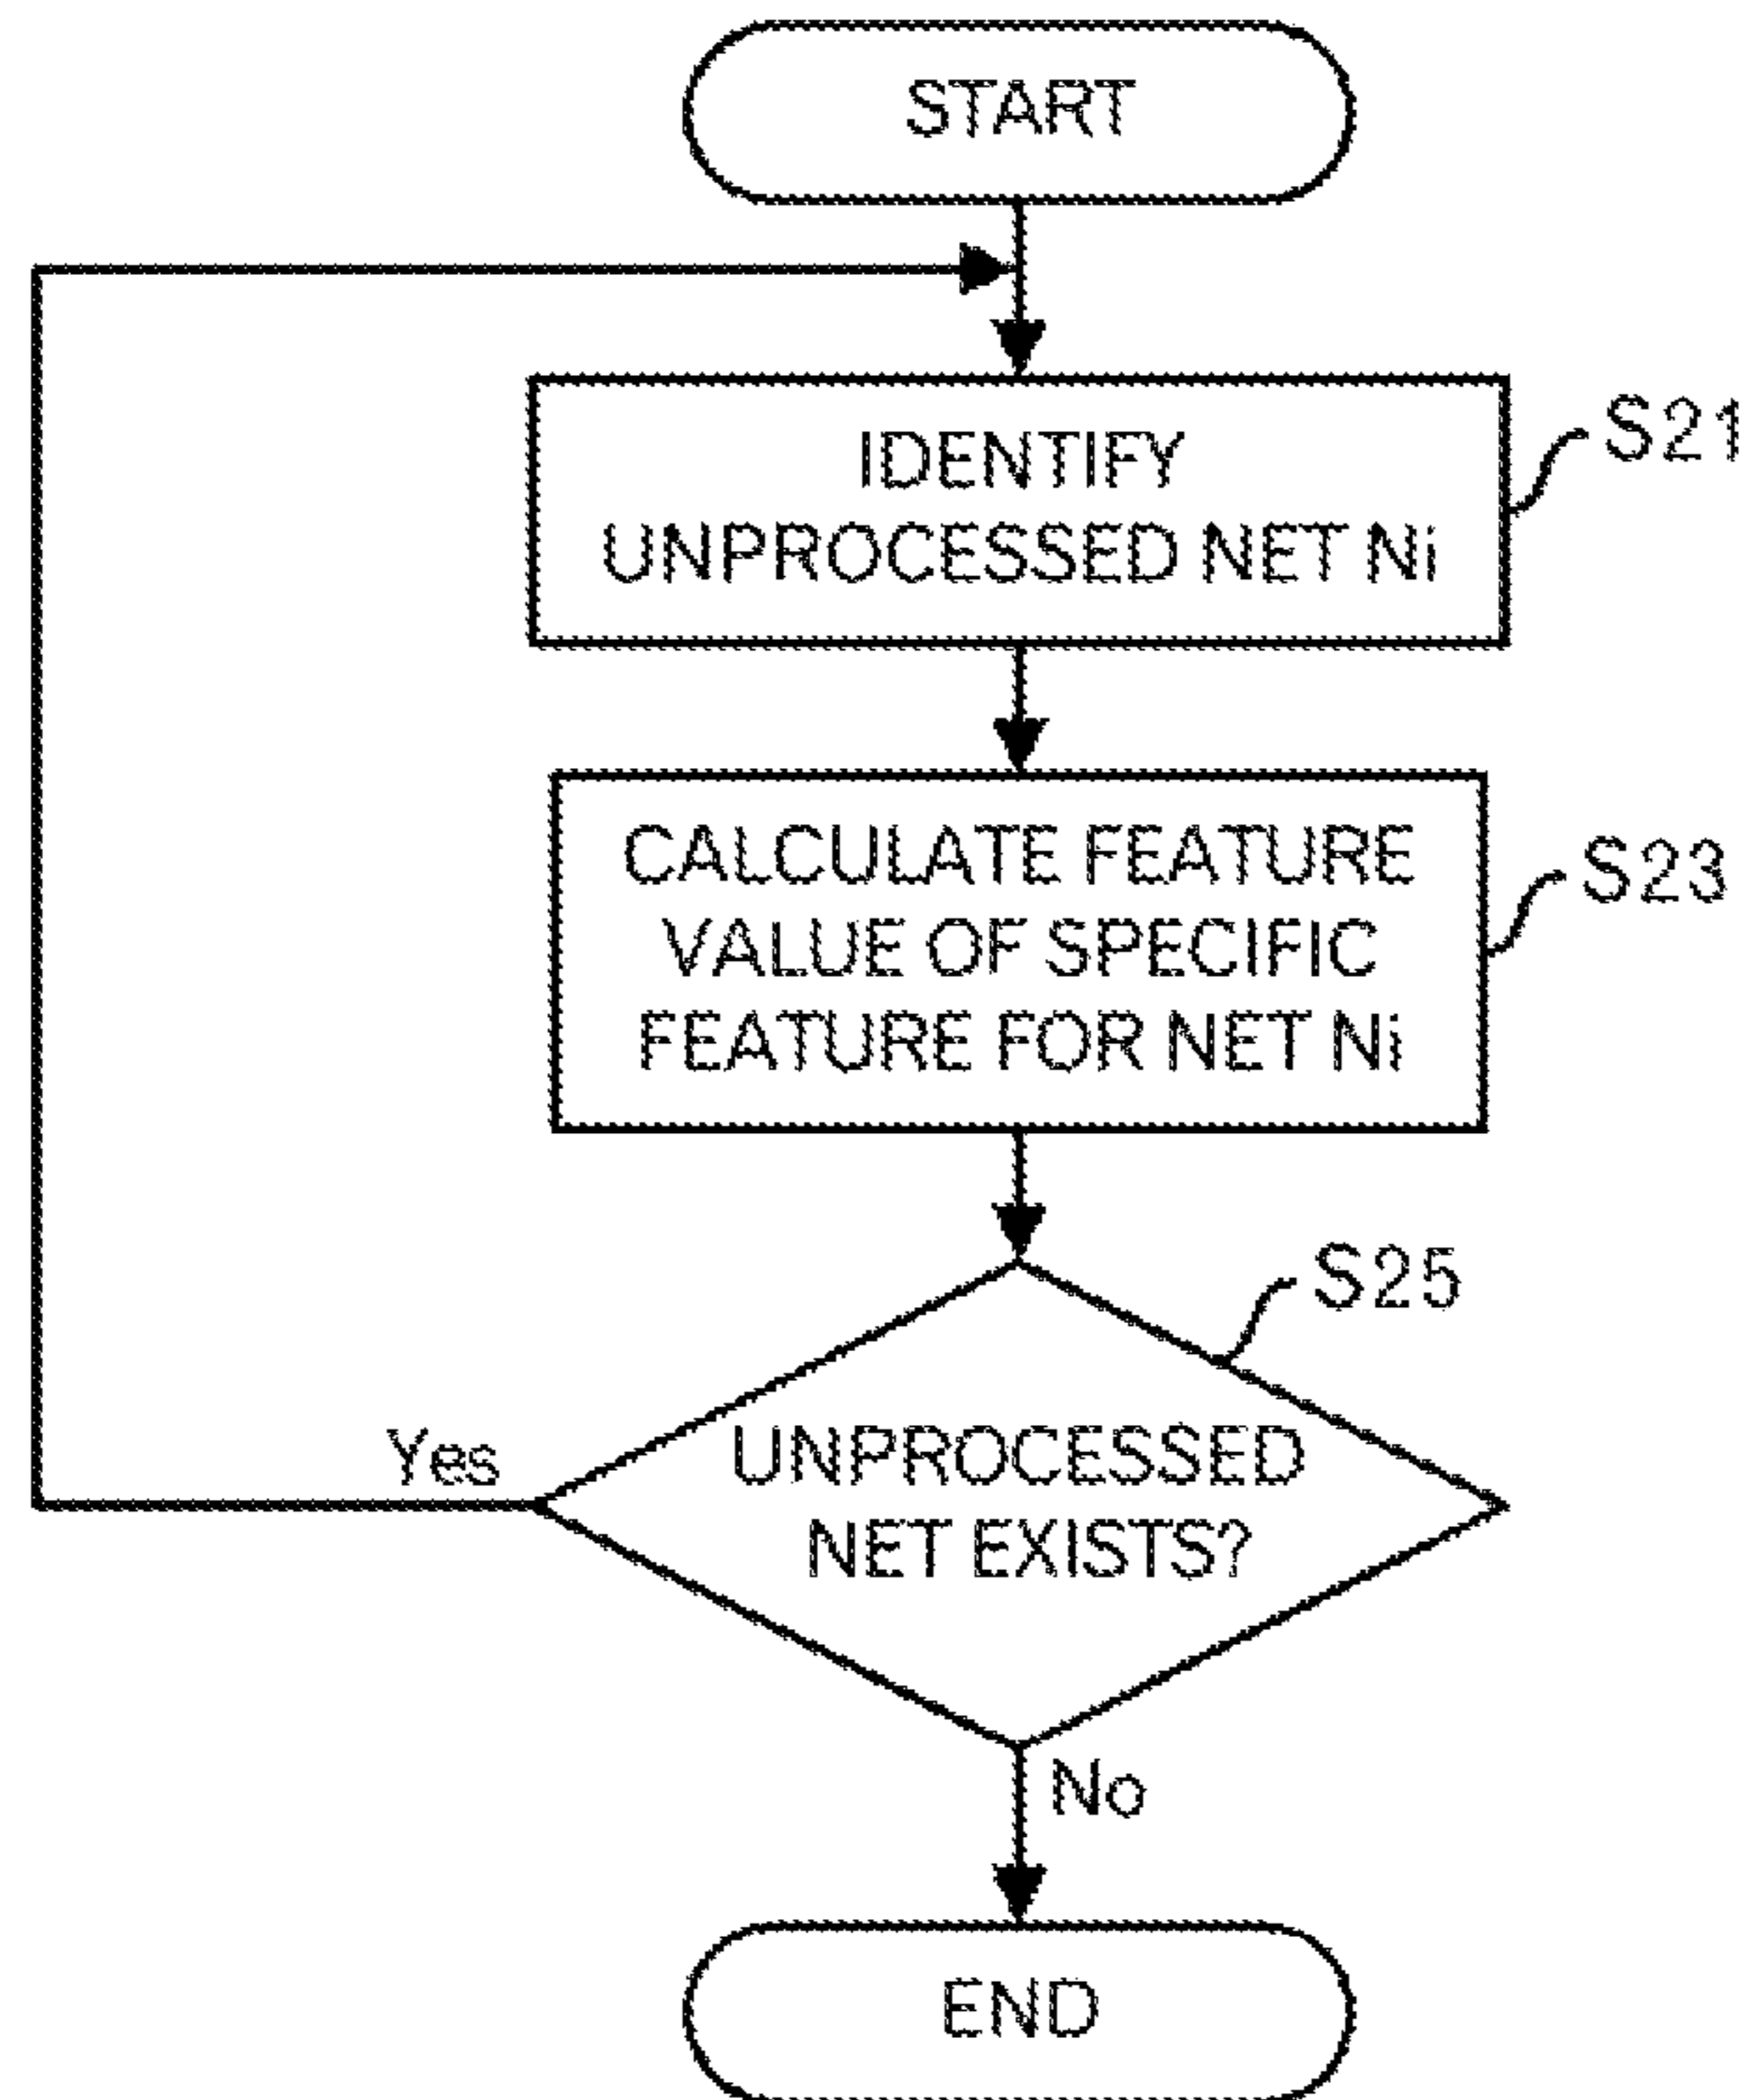 START
IDENTIFY
UNPROCESSED NET Ni
S21
CALCULATE FEATURE
VALUE OF SPECIFIC
FEATURE FOR NET Ni
S23
S25
UNPROCESSED
NET EXISTS?
Yes
No
END